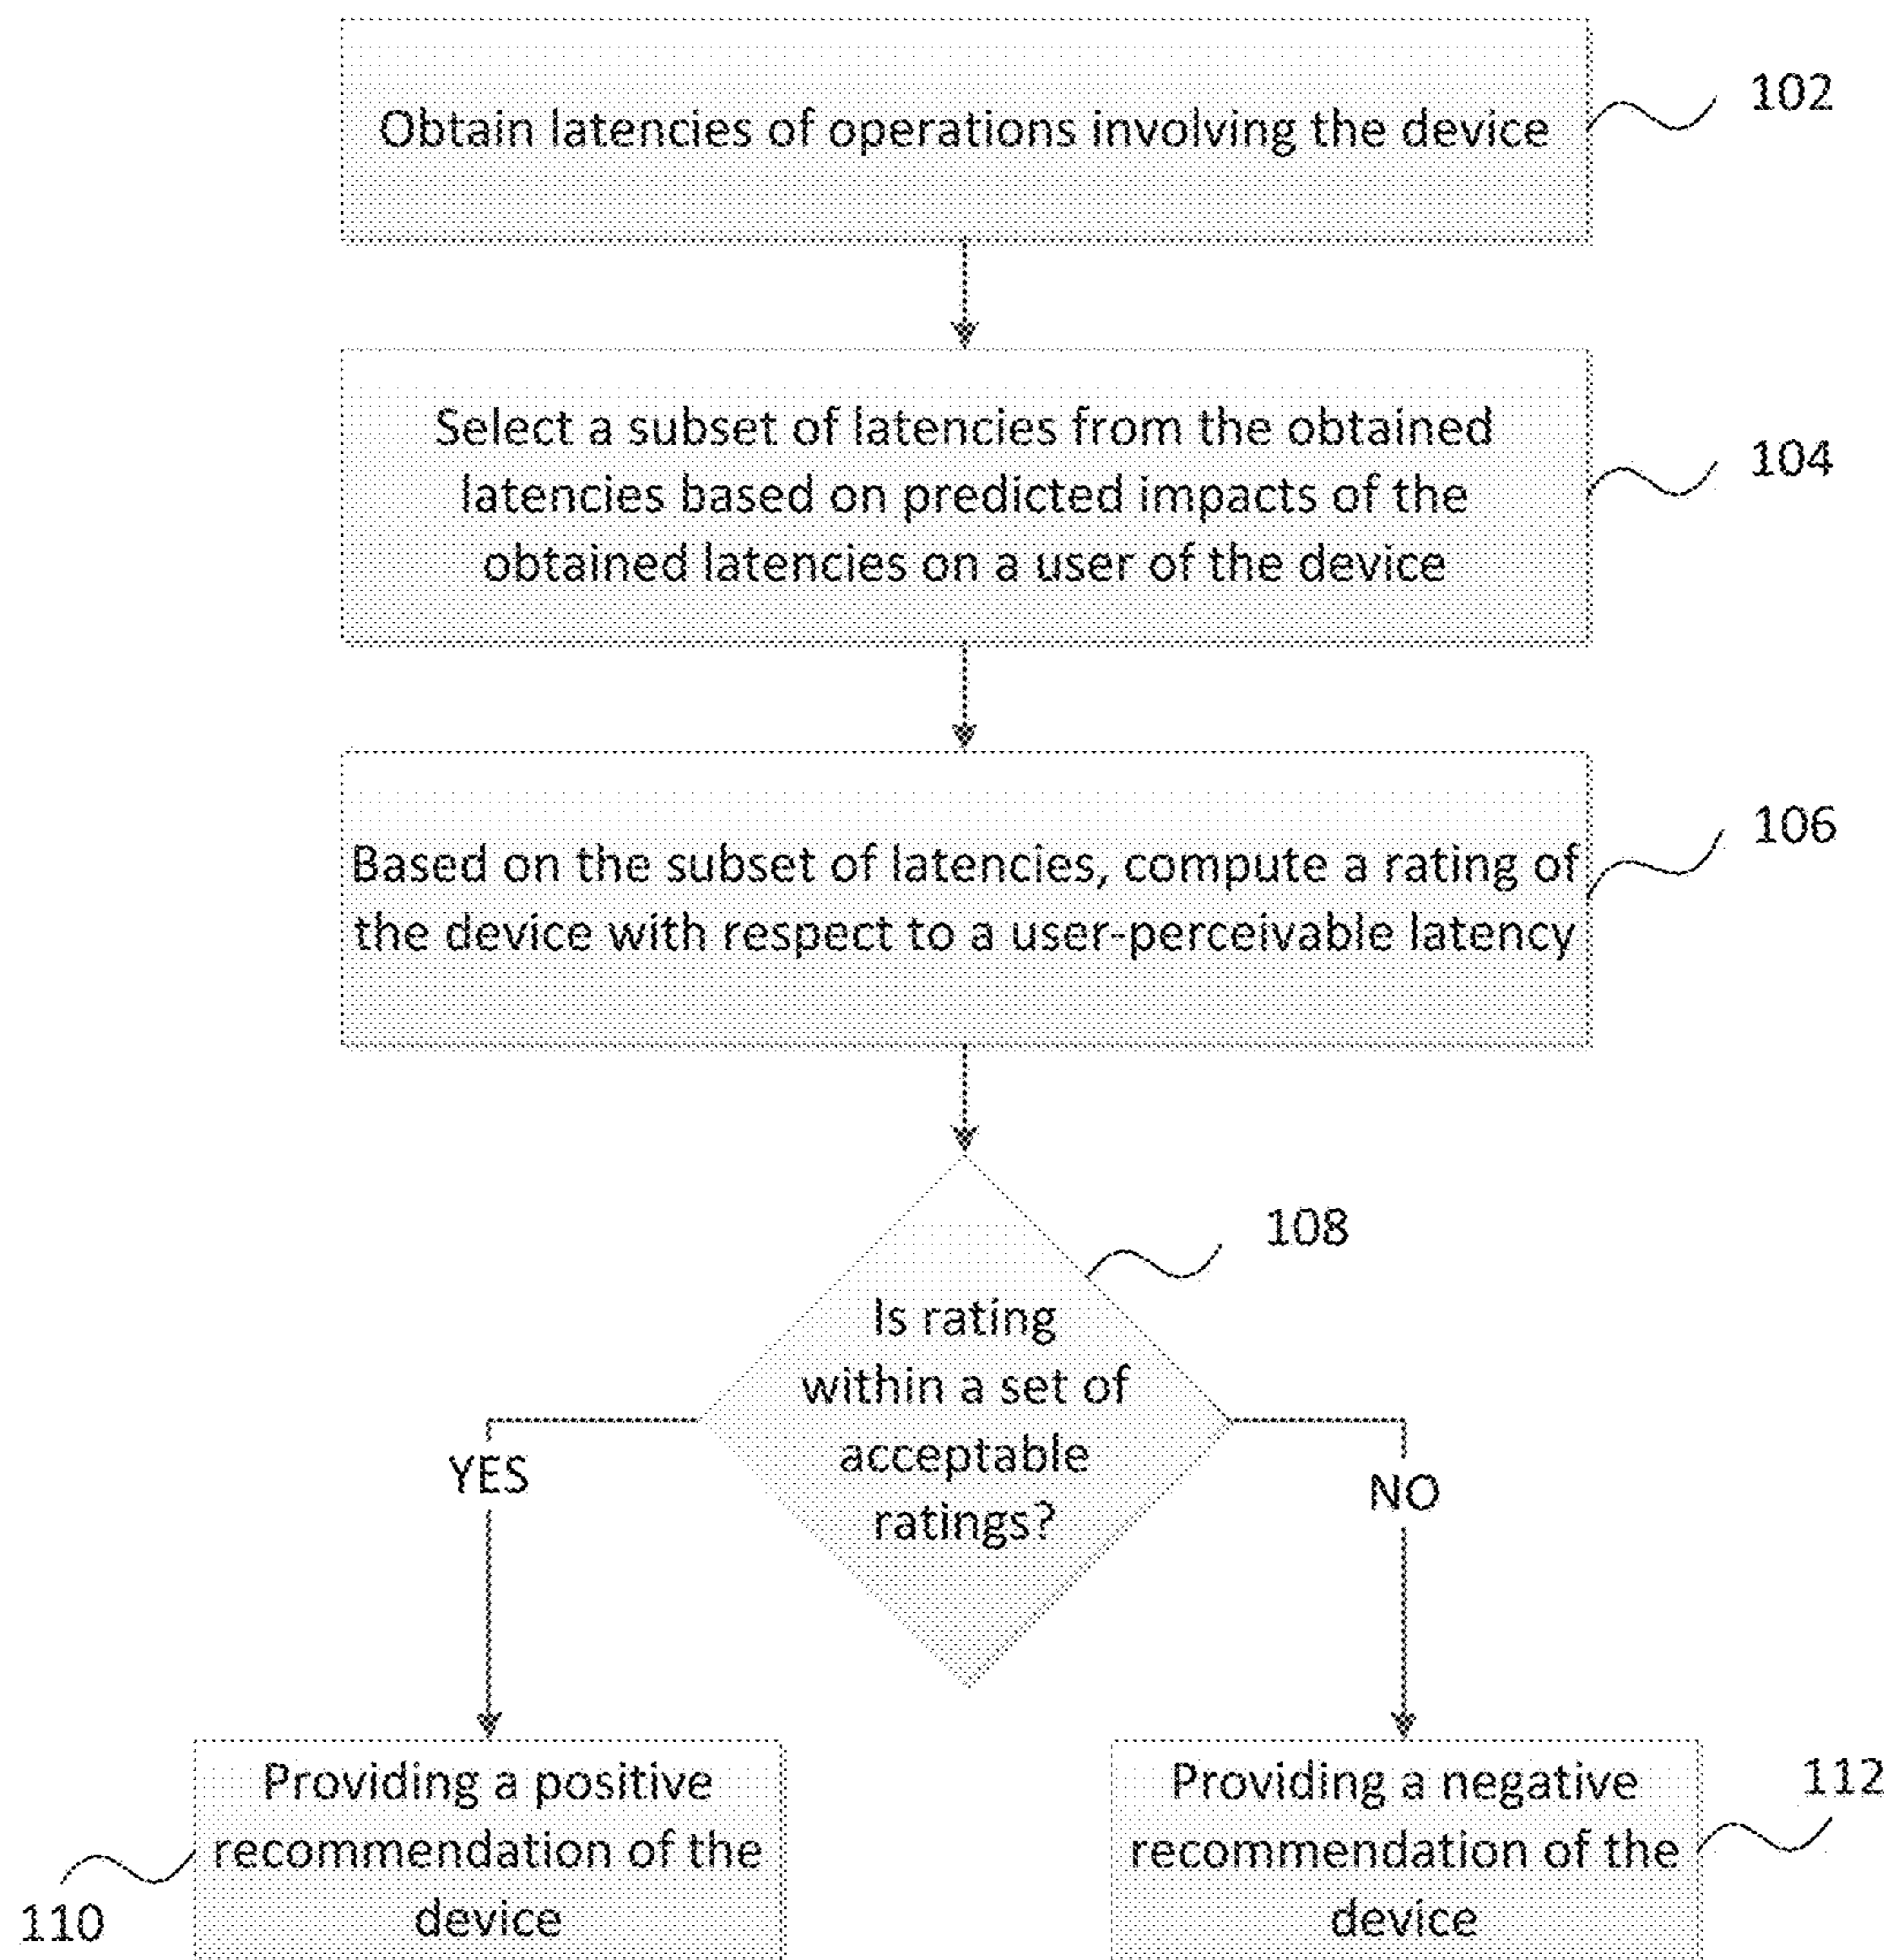 Obtain latencies of operations involving the device
102
Select a subset of latencies from the obtained
latencies based on predicted impacts of the
obtained latencies on a user of the device
104
Based on the subset of latencies, compute a rating of
the device with respect to a user-perceivable latency
106
108
Is rating
within a set of
acceptable
ratings?
YES
NO
Providing a positive
recommendation of the
device
110
Providing a negative
recommendation of the
device
112